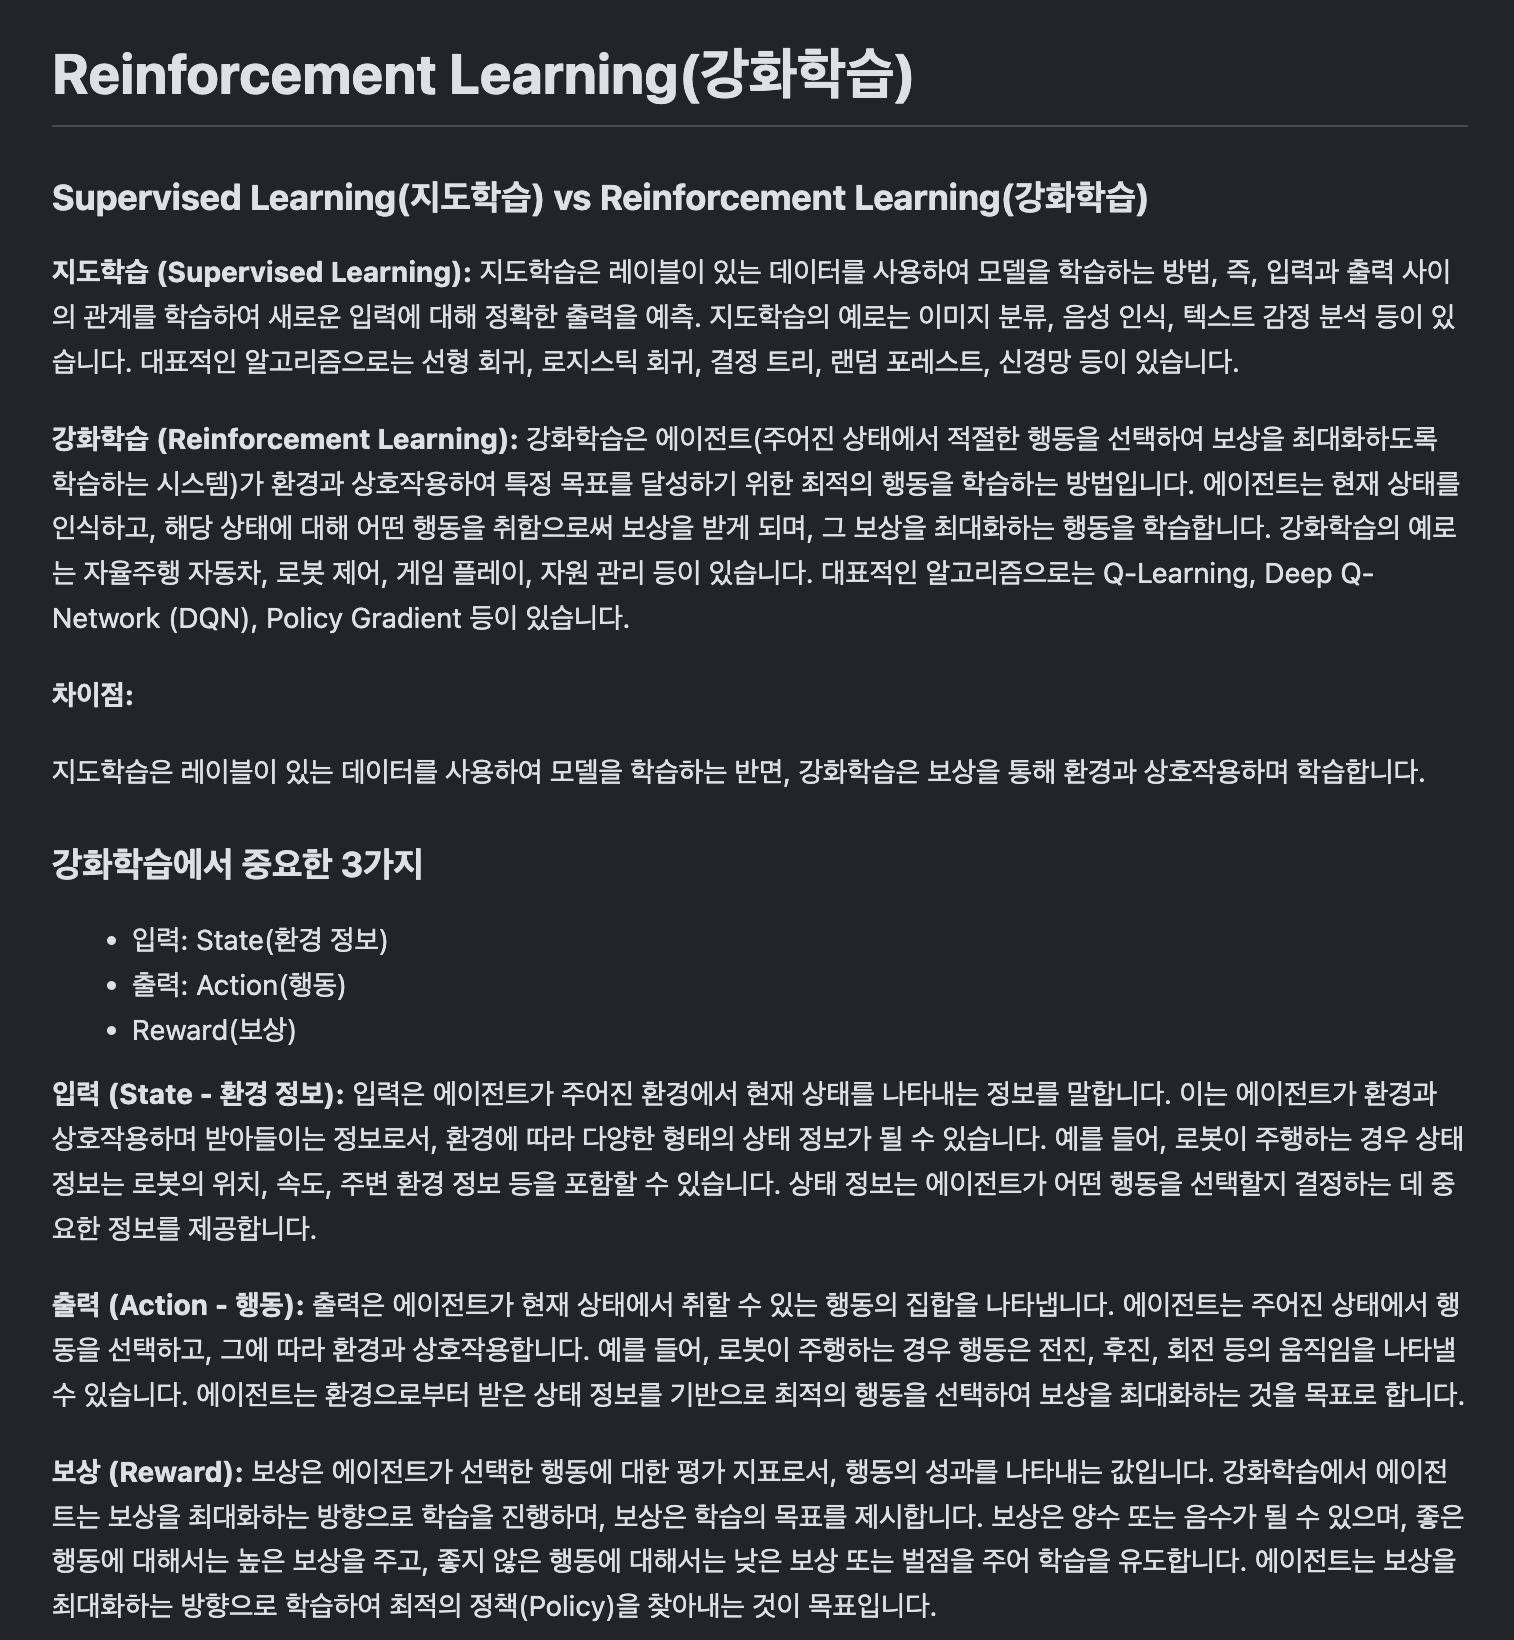 Reinforcement Learning(강화학습)
Supervised Learning(지도학습) vs Reinforcement Learning(강화학습)
지도학습 (Supervised Learning): 지도학습은 레이블이 있는 데이터를 사용하여 모델을 학습하는 방법, 즉, 입력과 출력 사이
의 관계를 학습하여 새로운 입력에 대해 정확한 출력을 예측. 지도학습의 예로는 이미지 분류, 음성 인식, 텍스트 감정 분석 등이 있
습니다. 대표적인 알고리즘으로는 선형 회귀, 로지스틱 회귀, 결정 트리, 랜덤 포레스트, 신경망 등이 있습니다.
강화학습 (Reinforcement Learning): 강화학습은 에이전트(주어진 상태에서 적절한 행동을 선택하여 보상을 최대화하도록
학습하는 시스템)가 환경과 상호작용하여 특정 목표를 달성하기 위한 최적의 행동을 학습하는 방법입니다. 에이전트는 현재 상태를
인식하고, 해당 상태에 대해 어떤 행동을 취함으로써 보상을 받게 되며, 그 보상을 최대화하는 행동을 학습합니다. 강화학습의 예로
는 자율주행 자동차, 로봇 제어, 게임 플레이, 자원 관리 등이 있습니다. 대표적인 알고리즘으로는 Q-Learning, Deep Q-
Network (DQN), Policy Gradient 등이 있습니다.
차이점:
지도학습은 레이블이 있는 데이터를 사용하여 모델을 학습하는 반면, 강화학습은 보상을 통해 환경과 상호작용하며 학습합니다.
강화학습에서 중요한 3가지
• 입력: State(환경 정보)
• 출력: Action(행동)
• Reward(보상)
입력 (State - 환경 정보): 입력은 에이전트가 주어진 환경에서 현재 상태를 나타내는 정보를 말합니다. 이는 에이전트가 환경과
상호작용하며 받아들이는 정보로서, 환경에 따라 다양한 형태의 상태 정보가 될 수 있습니다. 예를 들어, 로봇이 주행하는 경우 상태
정보는 로봇의 위치, 속도, 주변 환경 정보 등을 포함할 수 있습니다. 상태 정보는 에이전트가 어떤 행동을 선택할지 결정하는 데 중
요한 정보를 제공합니다.
출력 (Action - 행동): 출력은 에이전트가 현재 상태에서 취할 수 있는 행동의 집합을 나타냅니다. 에이전트는 주어진 상태에서 행
동을 선택하고, 그에 따라 환경과 상호작용합니다. 예를 들어, 로봇이 주행하는 경우 행동은 전진, 후진, 회전 등의 움직임을 나타낼
수 있습니다. 에이전트는 환경으로부터 받은 상태 정보를 기반으로 최적의 행동을 선택하여 보상을 최대화하는 것을 목표로 합니다.
보상 (Reward): 보상은 에이전트가 선택한 행동에 대한 평가 지표로서, 행동의 성과를 나타내는 값입니다. 강화학습에서 에이전
트는 보상을 최대화하는 방향으로 학습을 진행하며, 보상은 학습의 목표를 제시합니다. 보상은 양수 또는 음수가 될 수 있으며, 좋은
행동에 대해서는 높은 보상을 주고, 좋지 않은 행동에 대해서는 낮은 보상 또는 벌점을 주어 학습을 유도합니다. 에이전트는 보상을
최대화하는 방향으로 학습하여 최적의 정책(Policy)을 찾아내는 것이 목표입니다.